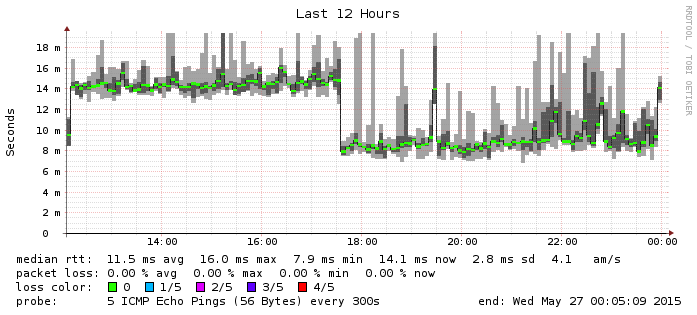 Last 12 Hours
RRDTOOL / TOBI OETIKER
Seconds
18 m
16 m
14 m
12 m
10 m
8 m
6 m
4 m
2 m
0
14:00 16:00 18:00 20:00 22:00 00:00
median rtt: 11.5 ms avg 16.0 ms max 7.9 ms min 14.1 ms now 2.8 ms sd 4.1 am/s
packet loss: 0.00 % avg 0.00 % max 0.00 % min 0.00 % now
loss color: 0 1/5 2/5 3/5 4/5
probe: 5 ICMP Echo Pings (56 Bytes) every 300s end: Wed May 27 00:05:09 2015